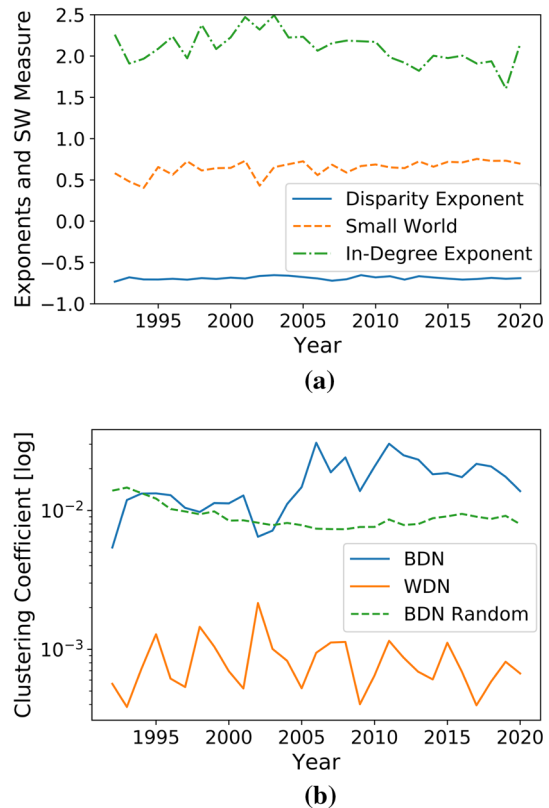 Exponents and SW Measure
2.5
2.0
1.5
1.0
0.5
0.0
−0.5
−1.0
Disparity Exponent
Small World
In-Degree Exponent
1995 2000 2005 2010 2015 2020
Year
(a)
Clustering Coefficient [log]
10⁻²
10⁻³
BDN
WDN
BDN Random
1995 2000 2005 2010 2015 2020
Year
(b)